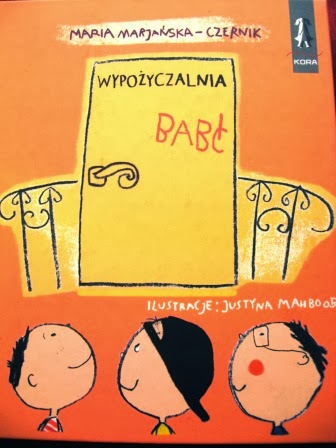 MARIA MARJAŃSKA-CZERNIK
KORA
WYPOŻYCZALNIA
BABĆ
ILUSTRACJE: JUSTYNA MAHBOOB